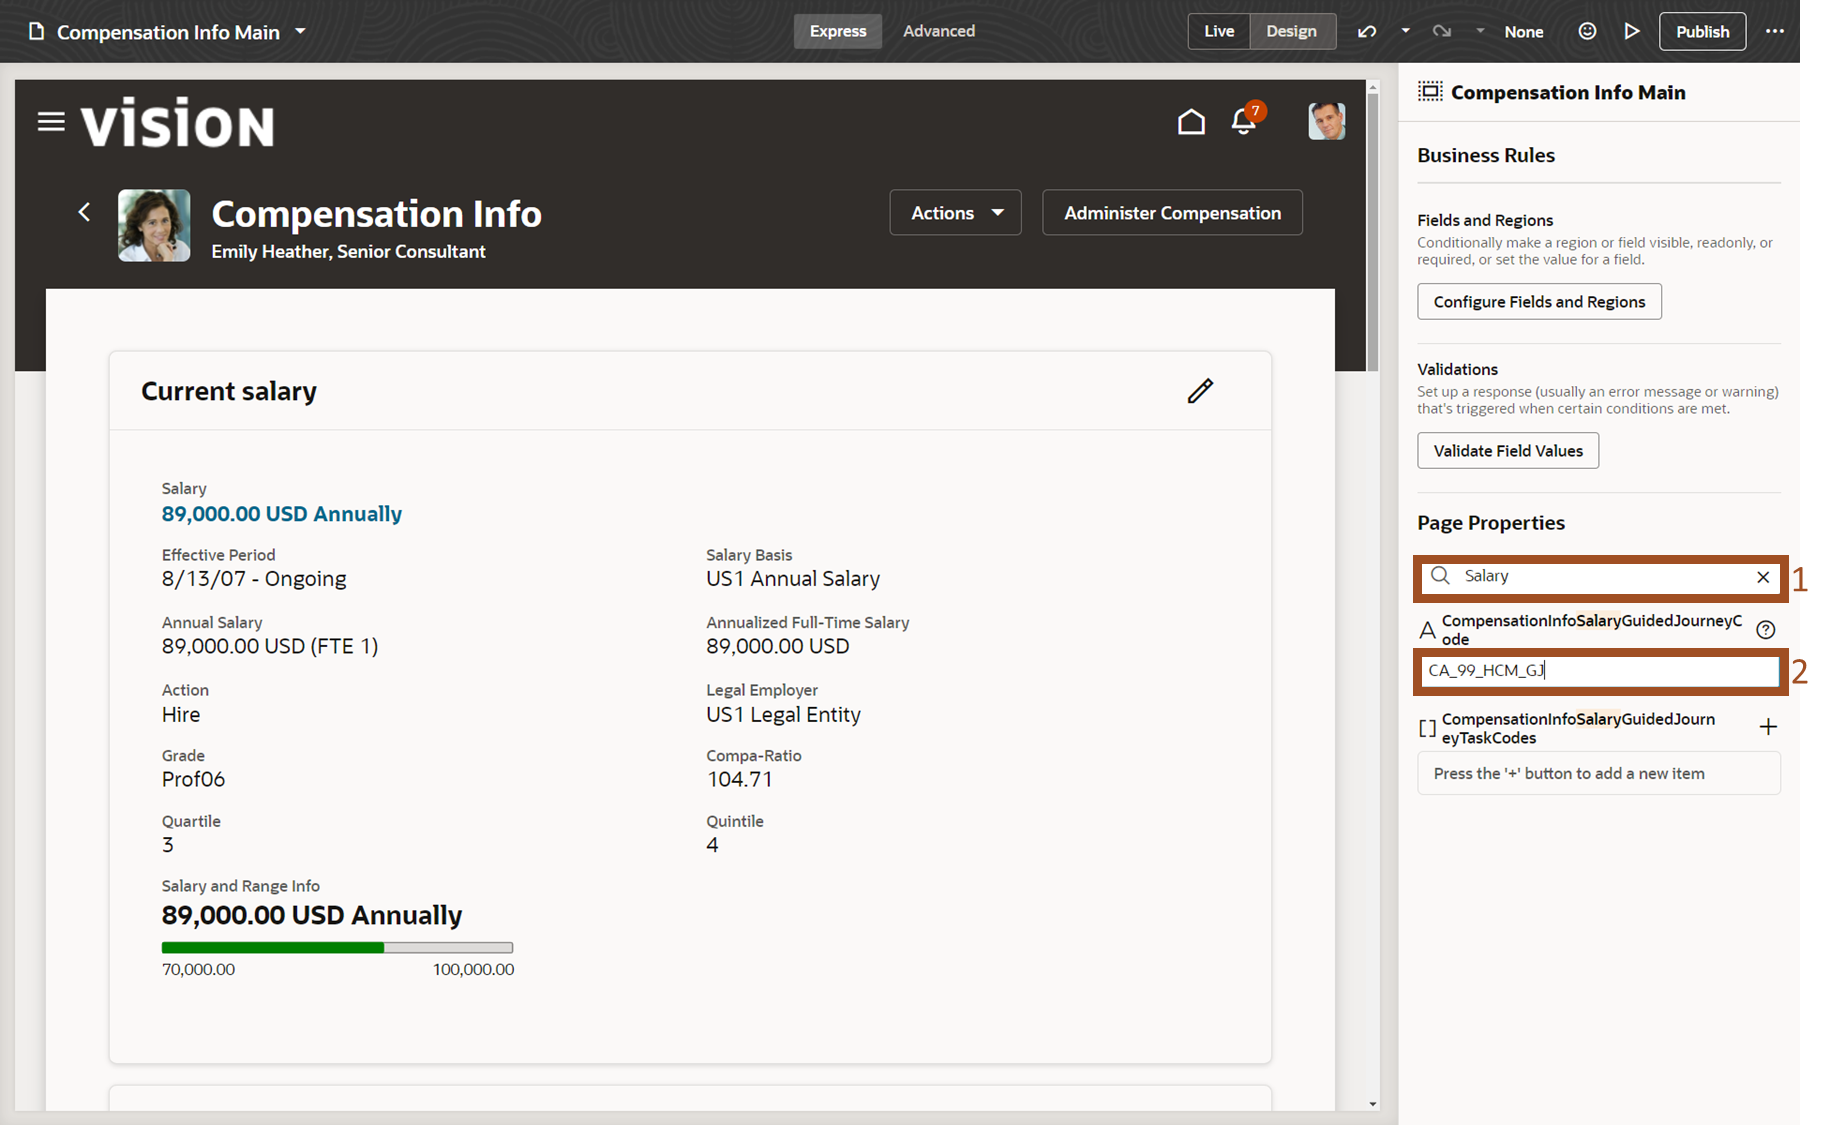 Compensation Info Main
Express
Advanced
Live
Design
None
Publish
vision
7
Compensation Info
Emily Heather, Senior Consultant
Actions
Administer Compensation
Current salary
Salary
89,000.00 USD Annually
Effective Period
8/13/07 - Ongoing
Salary Basis
US1 Annual Salary
Annual Salary
89,000.00 USD (FTE 1)
Annualized Full-Time Salary
89,000.00 USD
Action
Hire
Legal Employer
US1 Legal Entity
Grade
Prof06
Compa-Ratio
104.71
Quartile
3
Quintile
4
Salary and Range Info
89,000.00 USD Annually
70,000.00
100,000.00
Compensation Info Main
Business Rules
Fields and Regions
Conditionally make a region or field visible, readonly, or
required, or set the value for a field.
Configure Fields and Regions
Validations
Set up a response (usually an error message or warning)
that's triggered when certain conditions are met.
Validate Field Values
Page Properties
Salary
1
CompensationInfoSalaryGuidedJourneyC
ode
CA_99_HCM_GJ
2
CompensationInfoSalaryGuidedJourn
eyTaskCodes
Press the '+' button to add a new item